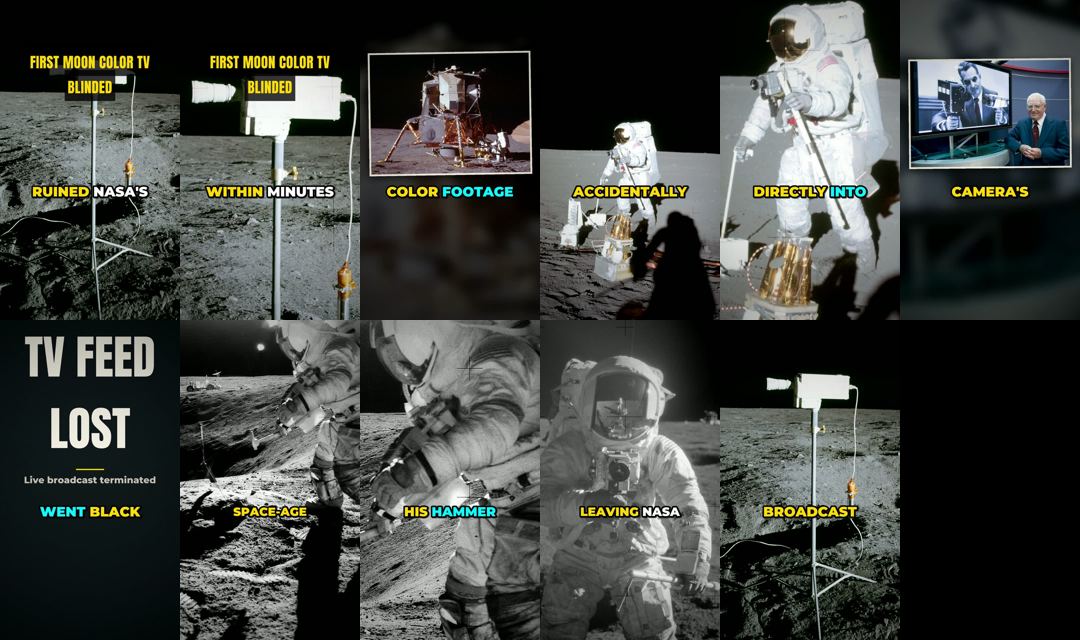 FIRST MOON COLOR TV
BLINDED
RUINED NASA'S
FIRST MOON COLOR TV
BLINDED
WITHIN MINUTES
COLOR FOOTAGE
ACCIDENTALLY
DIRECTLY INTO
CAMERA'S
TV FEED
LOST
Live broadcast terminated
WENT BLACK
SPACE-AGE
HIS HAMMER
LEAVING NASA
BROADCAST